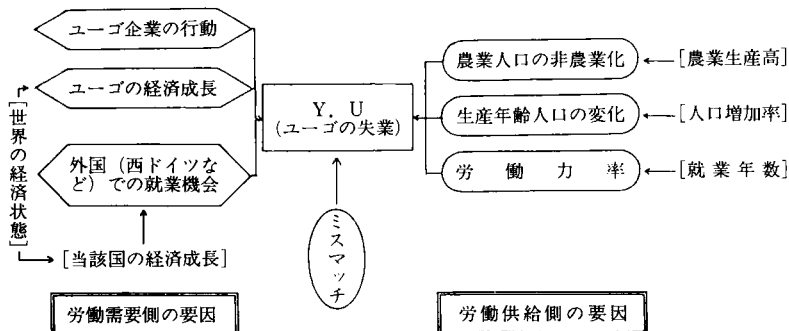 ユーゴ企業の行動
ユーゴの経済成長
外国（西ドイツな
ど）での就業機会
[世界の経済状態]
[当該国の経済成長]
労働需要側の要因
Y．U
（ユーゴの失業）
ミスマッチ
農業人口の非農業化
[農業生産高]
生産年齢人口の変化
[人口増加率]
労働力率
[就業年数]
労働供給側の要因